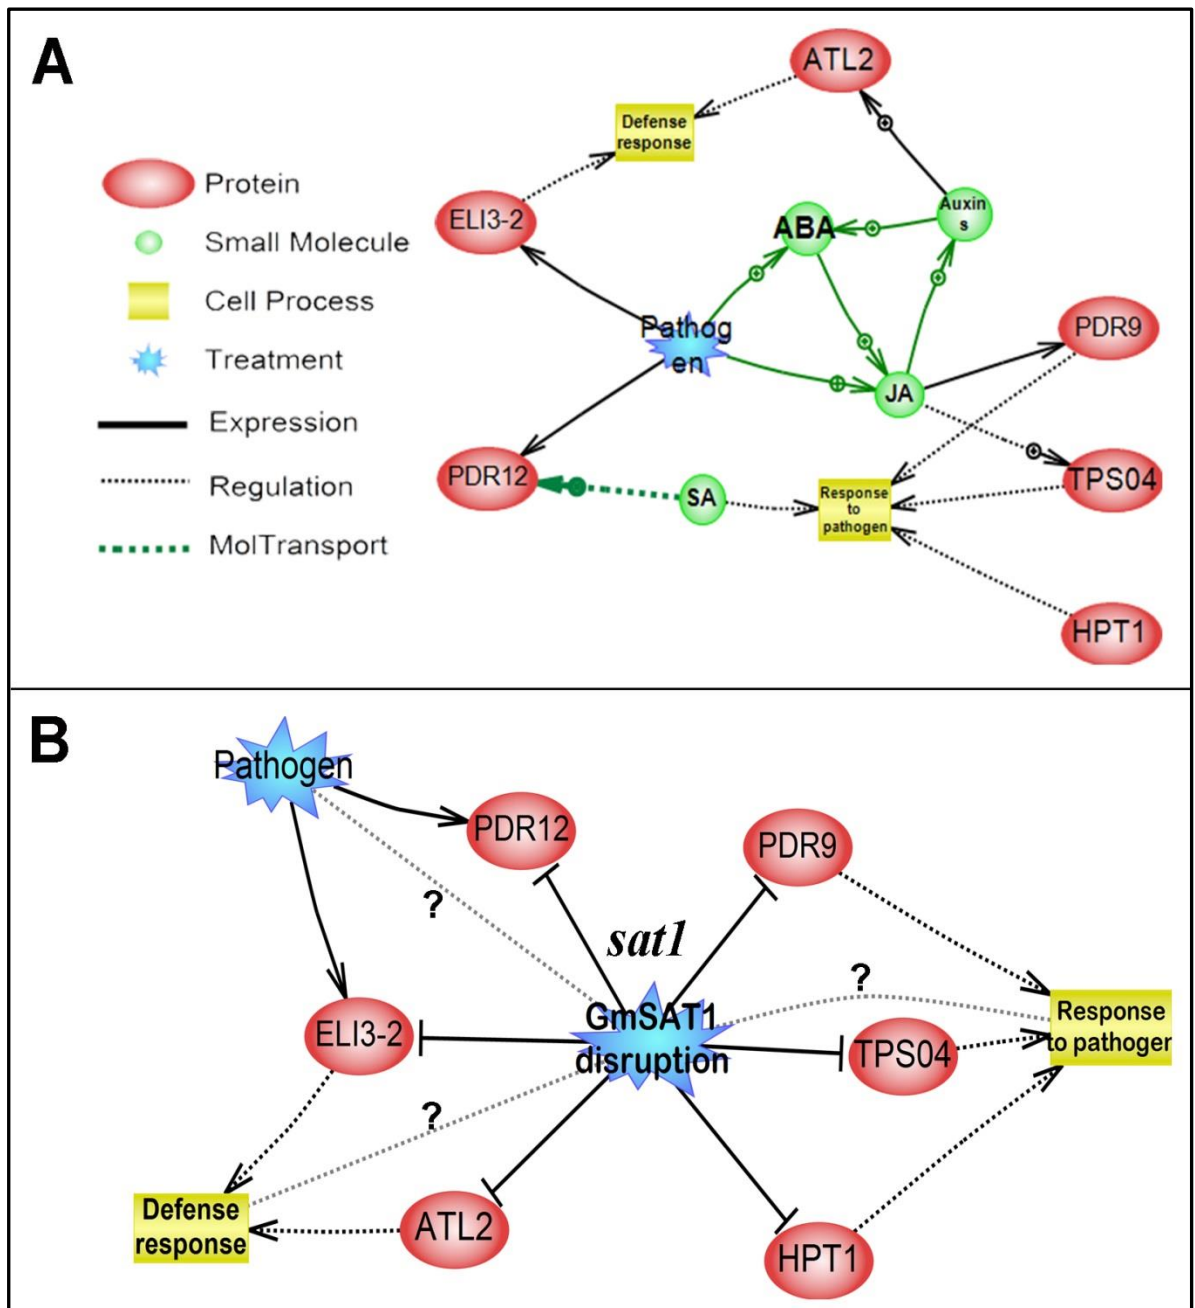 A
ATL2
Defense
response
Protein
ELI3-2
Small Molecule
ABA
Auxin
s
Cell Process
Pathog
en
PDR9
Treatment
JA
Expression
PDR12
SA
Response
to
pathogen
TPS04
Regulation
MolTransport
HPT1
B
Pathogen
PDR12
PDR9
?
sat1
?
GmSAT1
disruption
ELI3-2
TPS04
Response
to pathoger
?
Defense
response
ATL2
HPT1